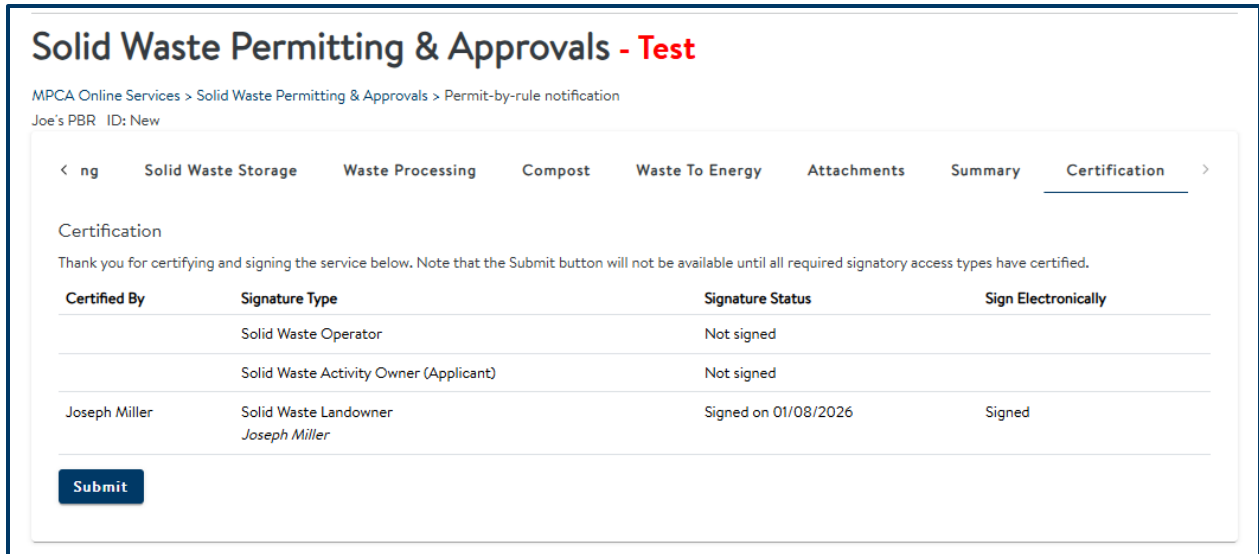 Solid Waste Permitting & Approvals - Test
MPCA Online Services > Solid Waste Permitting & Approvals > Permit-by-rule notification
Joe's PBR ID: New
< ng Solid Waste Storage Waste Processing Compost Waste To Energy Attachments Summary Certification >
Certification
Thank you for certifying and signing the service below. Note that the Submit button will not be available until all required signatory access types have certified.
Certified By Signature Type Signature Status Sign Electronically
Solid Waste Operator Not signed
Solid Waste Activity Owner (Applicant) Not signed
Joseph Miller Solid Waste Landowner Signed on 01/08/2026 Signed
Joseph Miller
Submit